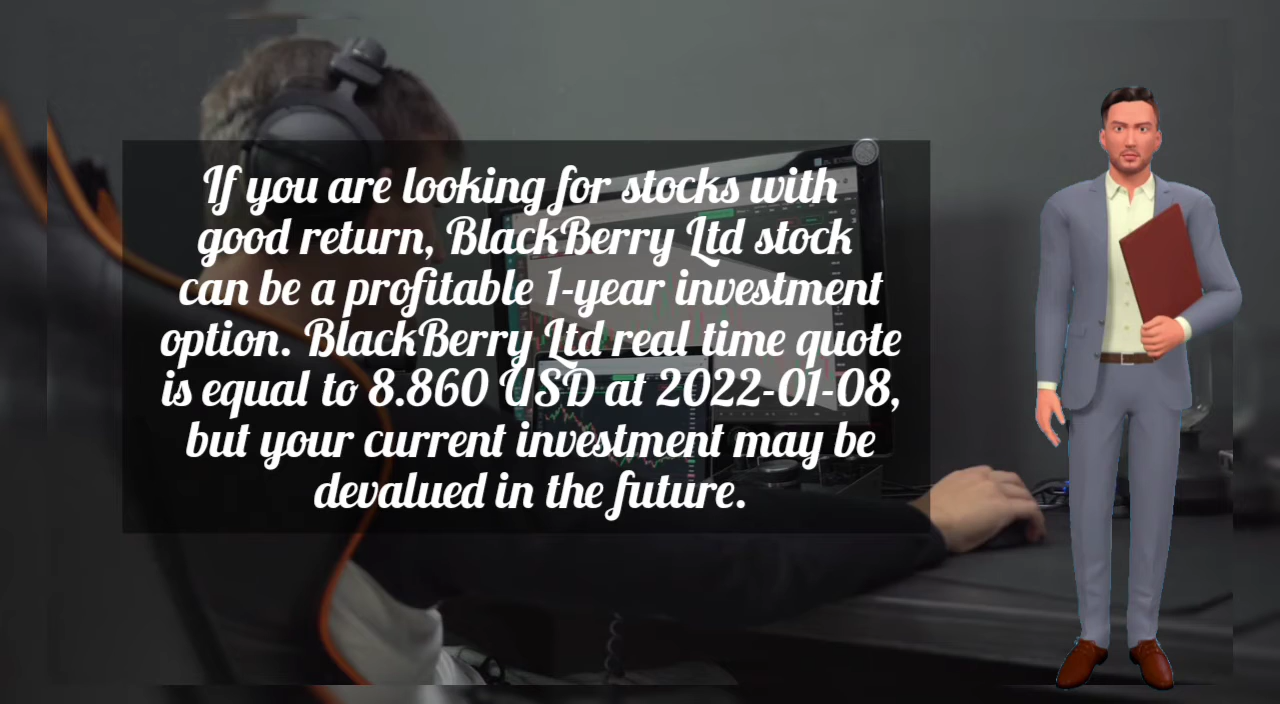 If you are looking for stocks with
good return, BlackBerry Ltd stock
can be a profitable 1-year investment
option. BlackBerry Ltd real time quote
is equal to 8.860 USD at 2022-01-08,
but your current investment may be
devalued in the future.